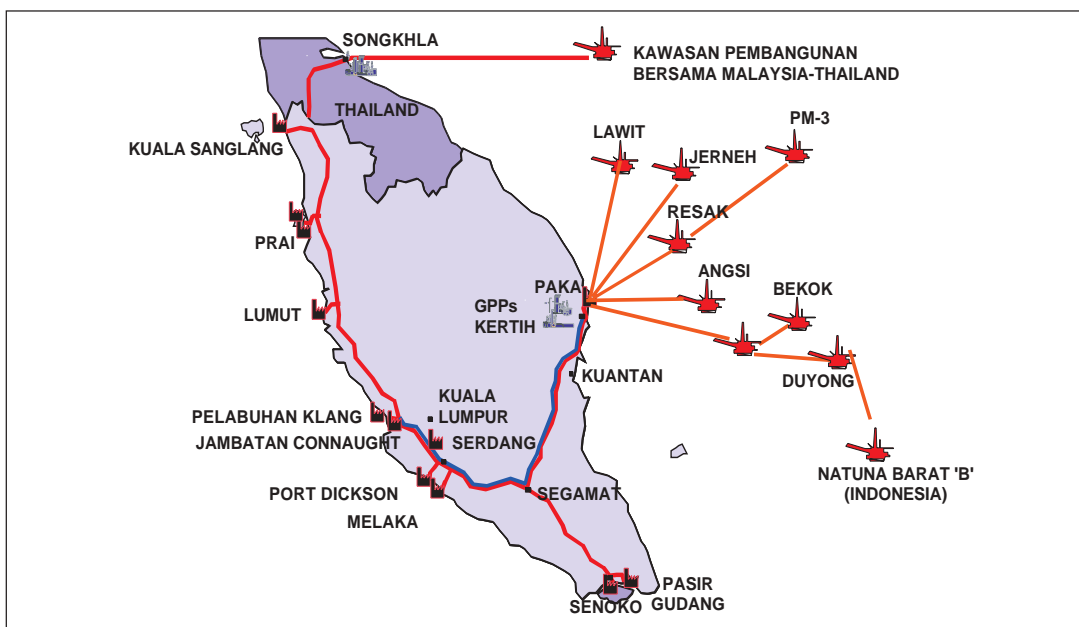 SONGKHLA
KAWASAN PEMBANGUNAN
BERSAMA MALAYSIA-THAILAND
THAILAND
PM-3
LAWIT
JERNEH
KUALA SANGLANG
RESAK
PRAI
ANGSI
PAKA
BEKOK
GPPs
KERTIH
LUMUT
KUANTAN
DUYONG
KUALA
LUMPUR
PELABUHAN KLANG
JAMBATAN CONNAUGHT
SERDANG
NATUNA BARAT 'B'
(INDONESIA)
PORT DICKSON
SEGAMAT
MELAKA
PASIR
GUDANG
SENOKO